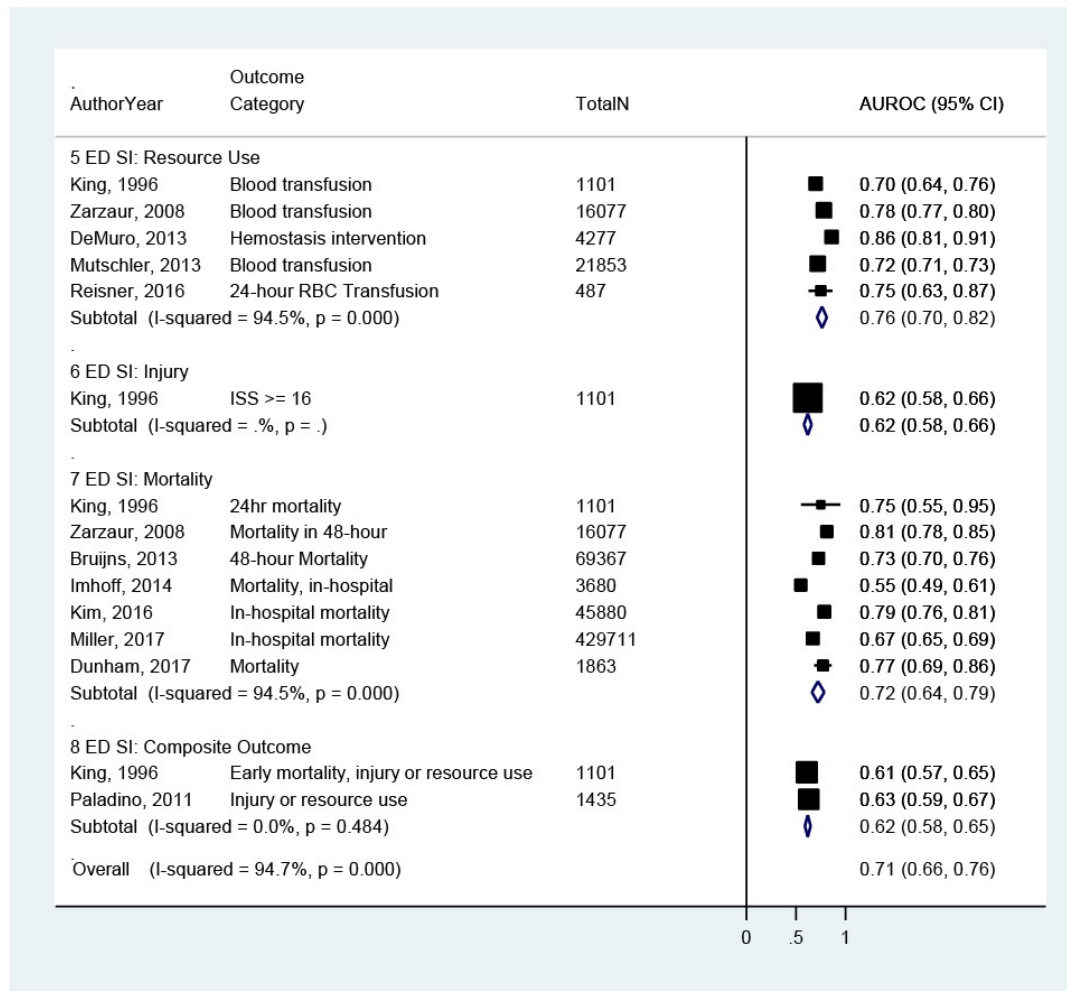 . Outcome
AuthorYear Category TotalN AUROC (95% CI)
5 ED SI: Resource Use
King, 1996 Blood transfusion 1101 0.70 (0.64, 0.76)
Zarzaur, 2008 Blood transfusion 16077 0.78 (0.77, 0.80)
DeMuro, 2013 Hemostasis intervention 4277 0.86 (0.81, 0.91)
Mutschler, 2013 Blood transfusion 21853 0.72 (0.71, 0.73)
Reisner, 2016 24-hour RBC Transfusion 487 0.75 (0.63, 0.87)
Subtotal (I-squared = 94.5%, p = 0.000) 0.76 (0.70, 0.82)
.
6 ED SI: Injury
King, 1996 ISS >= 16 1101 0.62 (0.58, 0.66)
Subtotal (I-squared = .%, p = .) 0.62 (0.58, 0.66)
.
7 ED SI: Mortality
King, 1996 24hr mortality 1101 0.75 (0.55, 0.95)
Zarzaur, 2008 Mortality in 48-hour 16077 0.81 (0.78, 0.85)
Bruijns, 2013 48-hour Mortality 69367 0.73 (0.70, 0.76)
Imhoff, 2014 Mortality, in-hospital 3680 0.55 (0.49, 0.61)
Kim, 2016 In-hospital mortality 45880 0.79 (0.76, 0.81)
Miller, 2017 In-hospital mortality 429711 0.67 (0.65, 0.69)
Dunham, 2017 Mortality 1863 0.77 (0.69, 0.86)
Subtotal (I-squared = 94.5%, p = 0.000) 0.72 (0.64, 0.79)
.
8 ED SI: Composite Outcome
King, 1996 Early mortality, injury or resource use 1101 0.61 (0.57, 0.65)
Paladino, 2011 Injury or resource use 1435 0.63 (0.59, 0.67)
Subtotal (I-squared = 0.0%, p = 0.484) 0.62 (0.58, 0.65)
.
Overall (I-squared = 94.7%, p = 0.000) 0.71 (0.66, 0.76)
0 .5 1